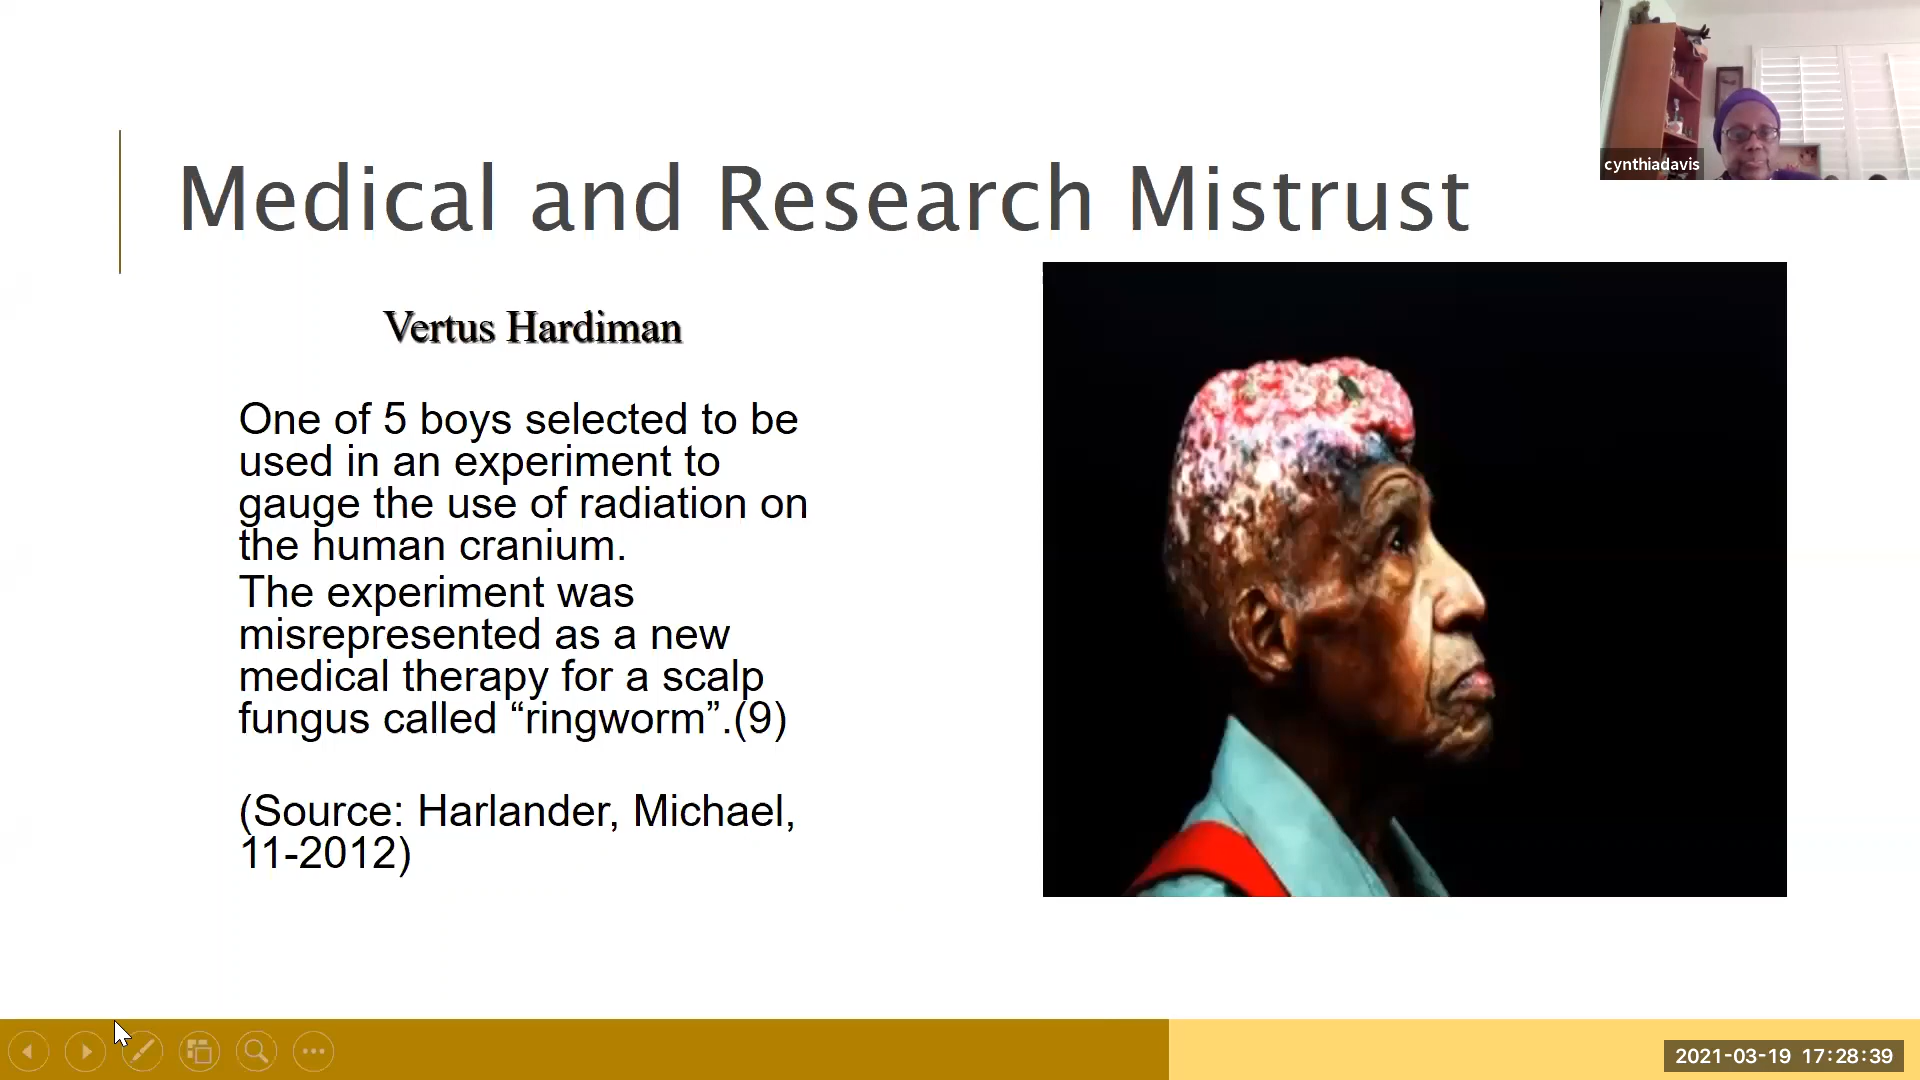 cynthiadavis
Medical and Research Mistrust
Vertus Hardiman
One of 5 boys selected to be
used in an experiment to
gauge the use of radiation on
the human cranium.
The experiment was
misrepresented as a new
medical therapy for a scalp
fungus called “ringworm”.(9)
(Source: Harlander, Michael,
11-2012)
2021-03-19 17:28:39